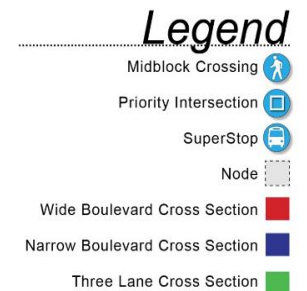 Legend
Midblock Crossing
Priority Intersection
SuperStop
Node
Wide Boulevard Cross Section
Narrow Boulevard Cross Section
Three Lane Cross Section